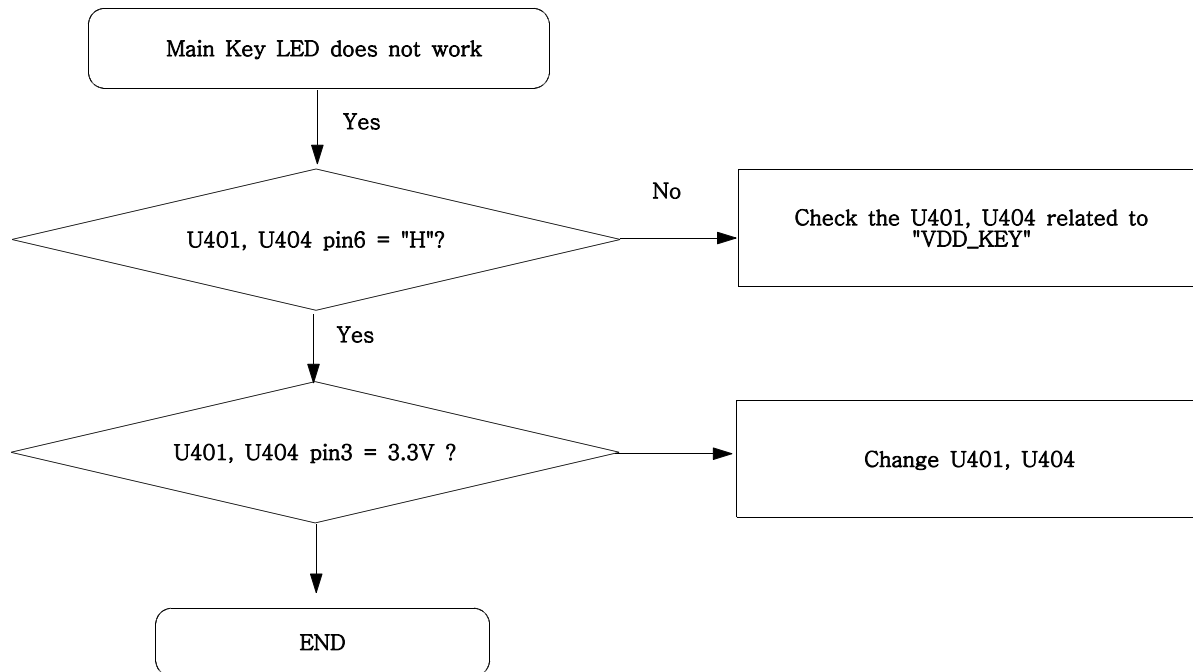 Main Key LED does not work
Yes
No
U401, U404 pin6 = "H"?
Check the U401, U404 related to
"VDD_KEY"
Yes
U401, U404 pin3 = 3.3V ?
Change U401, U404
END